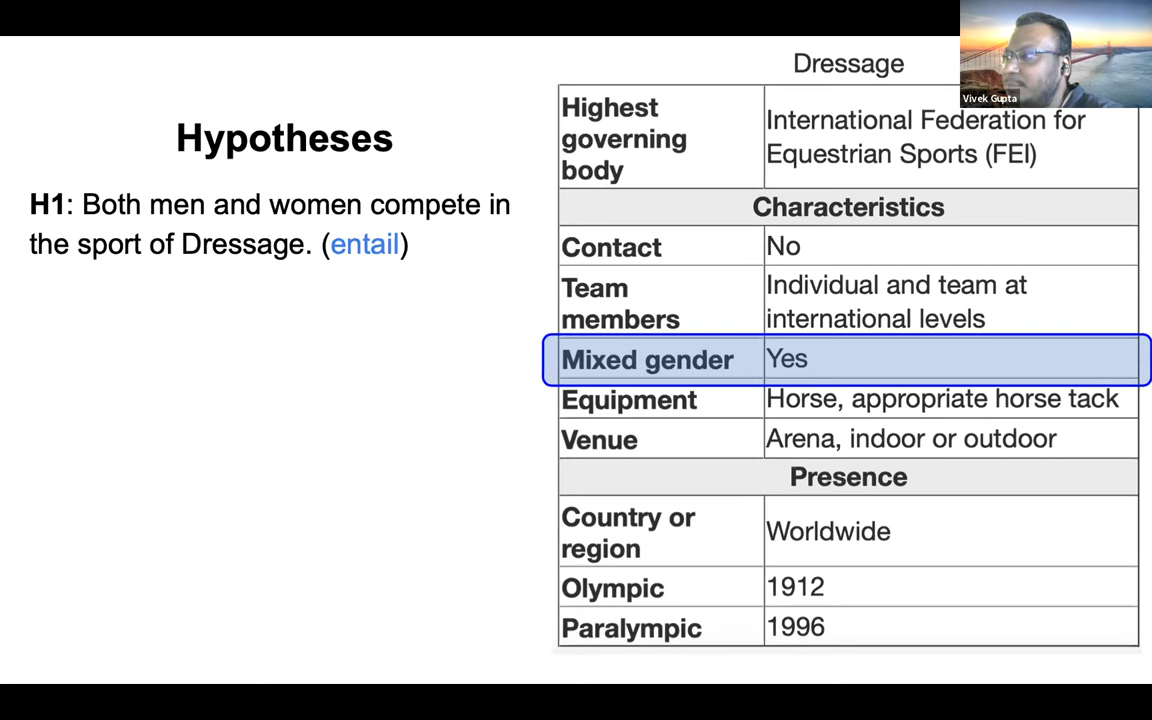 Dressage
Vivek Gupta
Hypotheses
H1: Both men and women compete in
the sport of Dressage. (entail)
Highest
governing
body
International Federation for
Equestrian Sports (FEI)
Characteristics
Contact
No
Team
members
Individual and team at
international levels
Mixed gender
Yes
Equipment
Horse, appropriate horse tack
Venue
Arena, indoor or outdoor
Presence
Country or
region
Worldwide
Olympic
1912
Paralympic
1996